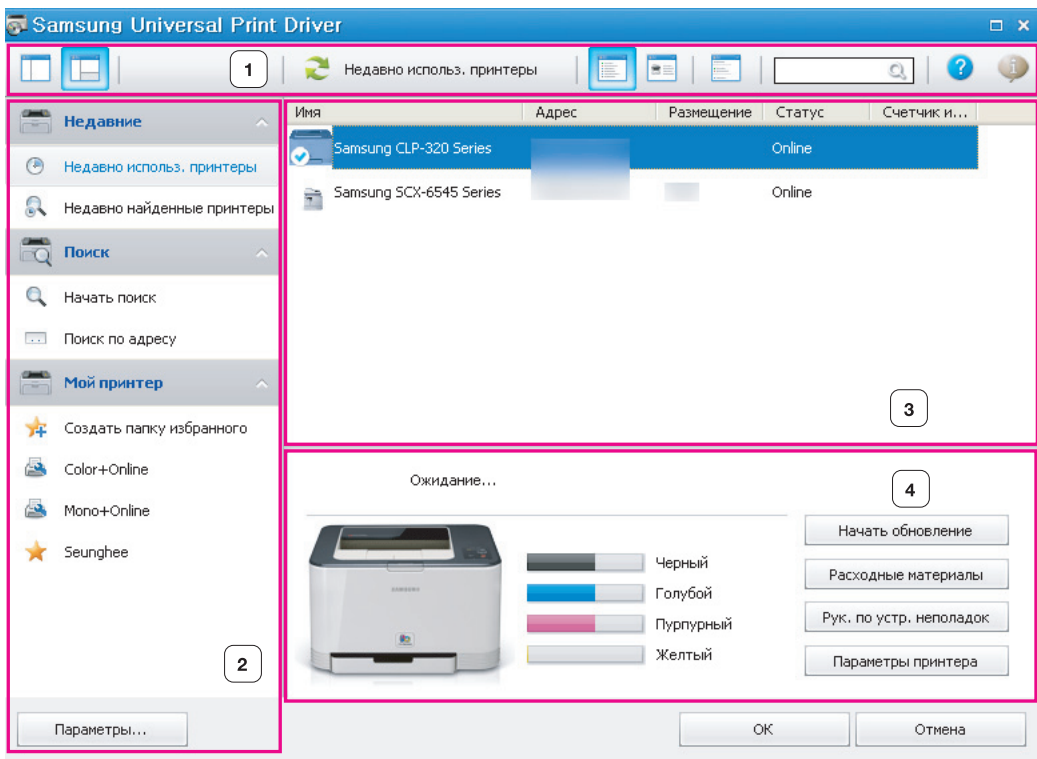 Samsung Universal Print Driver
1
Недавно использ. принтеры
Недавние
Недавно использ. принтеры
Недавно найденные принтеры
Поиск
Начать поиск
Поиск по адресу
Мой принтер
Создать папку избранного
Color+Online
Mono+Online
Seunghee
2
Параметры...
Имя Адрес Размещение Статус Счетчик и...
Samsung CLP-320 Series Online
Samsung SCX-6545 Series Online
3
Ожидание...
4
SAMSUNG
Черный
Голубой
Пурпурный
Желтый
Начать обновление
Расходные материалы
Рук. по устр. неполадок
Параметры принтера
OK
Отмена